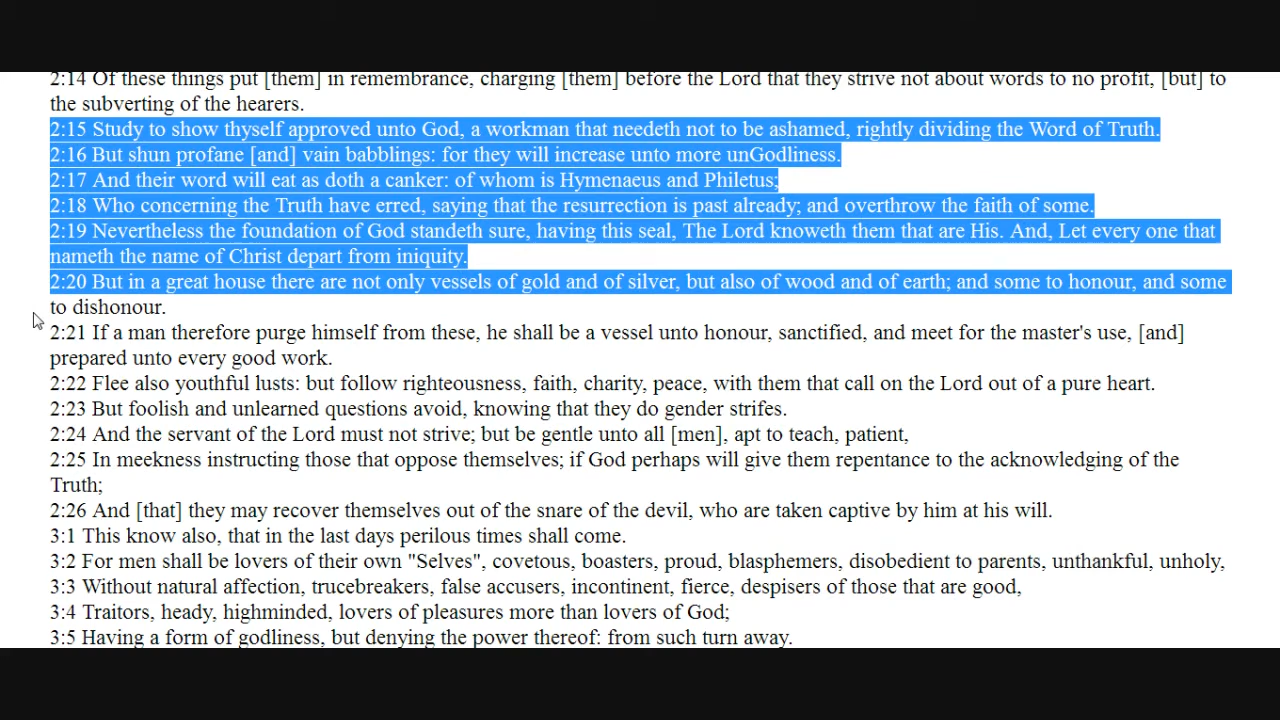 2:14 Of these things put [them] in remembrance, charging [them] before the Lord that they strive not about words to no profit, [but] to
the subverting of the hearers.
2:15 Study to show thyself approved unto God, a workman that needeth not to be ashamed, rightly dividing the Word of Truth.
2:16 But shun profane [and] vain babblings: for they will increase unto more unGodliness.
2:17 And their word will eat as doth a canker: of whom is Hymenaeus and Philetus;
2:18 Who concerning the Truth have erred, saying that the resurrection is past already; and overthrow the faith of some.
2:19 Nevertheless the foundation of God standeth sure, having this seal, The Lord knoweth them that are His. And, Let every one that
nameth the name of Christ depart from iniquity.
2:20 But in a great house there are not only vessels of gold and of silver, but also of wood and of earth; and some to honour, and some
to dishonour.
2:21 If a man therefore purge himself from these, he shall be a vessel unto honour, sanctified, and meet for the master's use, [and]
prepared unto every good work.
2:22 Flee also youthful lusts: but follow righteousness, faith, charity, peace, with them that call on the Lord out of a pure heart.
2:23 But foolish and unlearned questions avoid, knowing that they do gender strifes.
2:24 And the servant of the Lord must not strive; but be gentle unto all [men], apt to teach, patient,
2:25 In meekness instructing those that oppose themselves; if God perhaps will give them repentance to the acknowledging of the
Truth;
2:26 And [that] they may recover themselves out of the snare of the devil, who are taken captive by him at his will.
3:1 This know also, that in the last days perilous times shall come.
3:2 For men shall be lovers of their own "Selves", covetous, boasters, proud, blasphemers, disobedient to parents, unthankful, unholy,
3:3 Without natural affection, trucebreakers, false accusers, incontinent, fierce, despisers of those that are good,
3:4 Traitors, heady, highminded, lovers of pleasures more than lovers of God;
3:5 Having a form of godliness, but denying the power thereof: from such turn away.